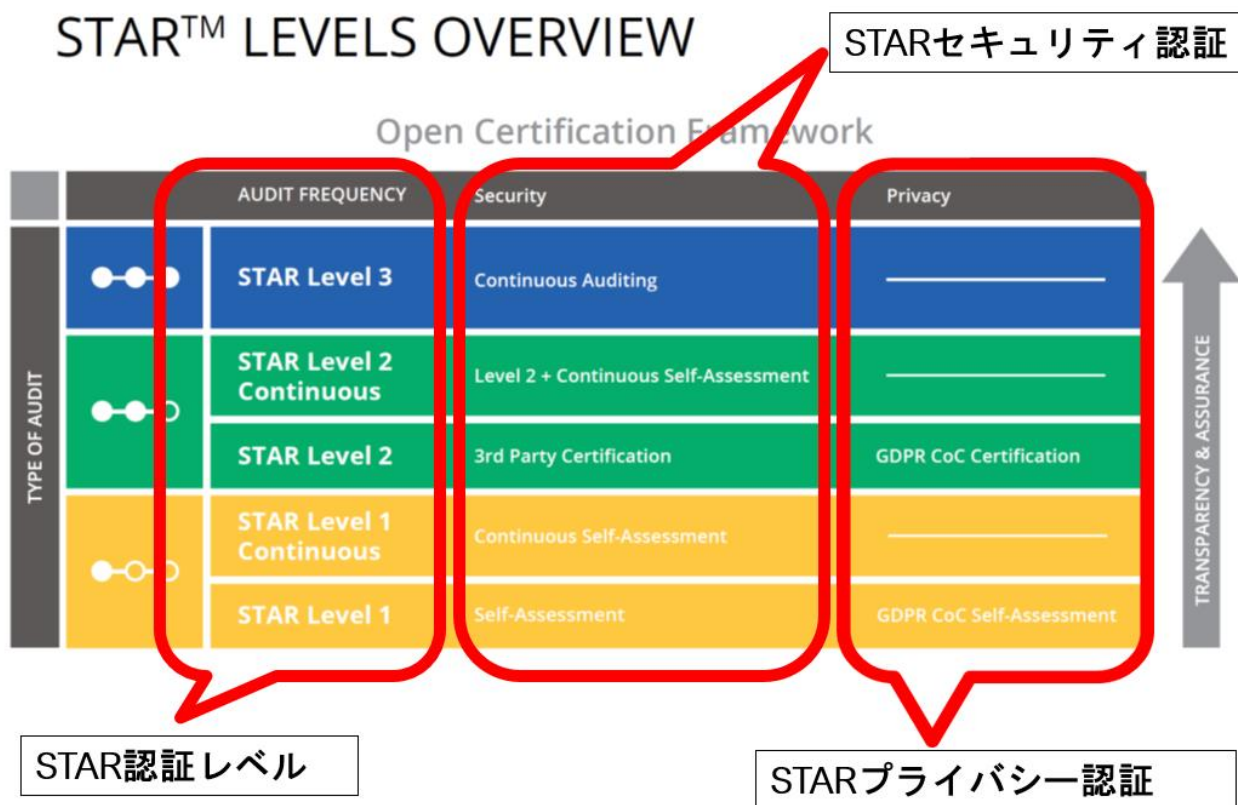 STAR™ LEVELS OVERVIEW
STARセキュリティ認証
Open Certification Framework
AUDIT FREQUENCY
Security
Privacy
TYPE OF AUDIT
STAR Level 3
Continuous Auditing
STAR Level 2
Continuous
Level 2 + Continuous Self-Assessment
STAR Level 2
3rd Party Certification
GDPR CoC Certification
STAR Level 1
Continuous
Continuous Self-Assessment
STAR Level 1
Self-Assessment
GDPR CoC Self-Assessment
TRANSPARENCY & ASSURANCE
STAR認証レベル
STARプライバシー認証